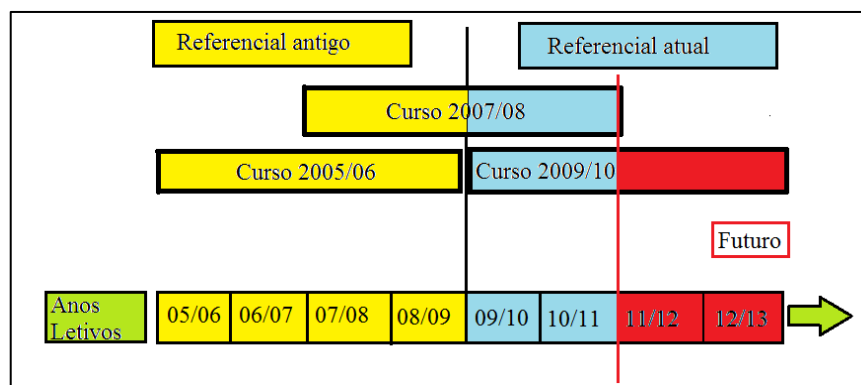 Referencial antigo
Referencial atual
Curso 2007/08
Curso 2005/06
Curso 2009/10
Futuro
Anos
Letivos
05/06
06/07
07/08
08/09
09/10
10/11
11/12
12/13